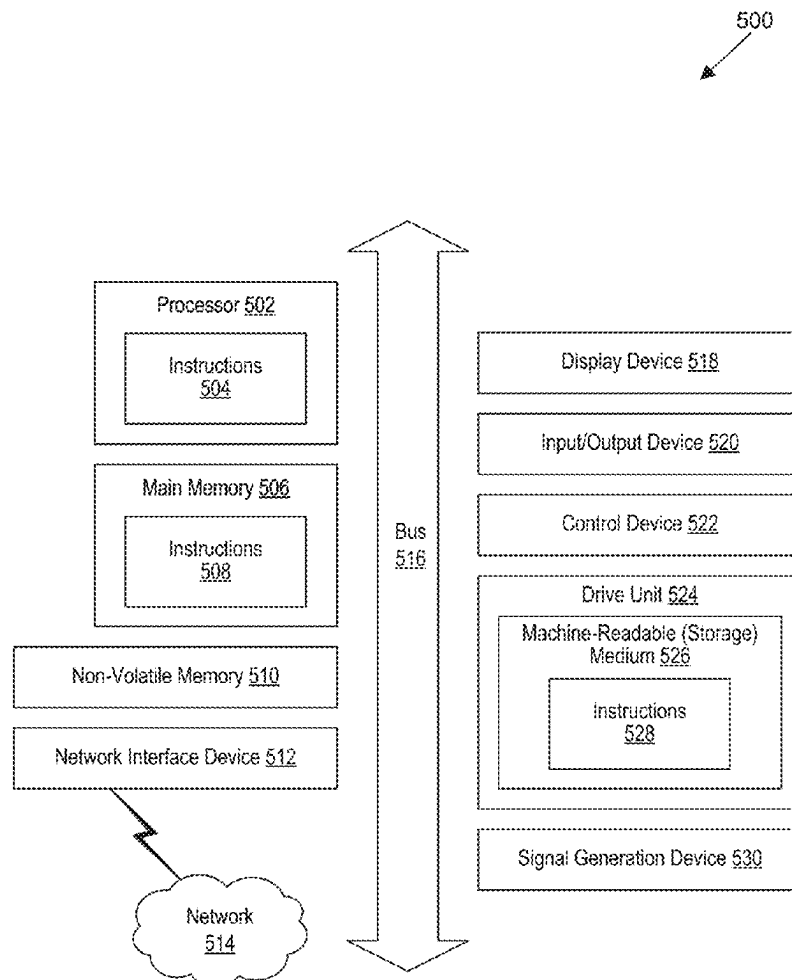 500
Processor 502
Instructions
504
Main Memory 506
Instructions
508
Non-Volatile Memory 510
Network Interface Device 512
Network
514
Bus
516
Display Device 518
Input/Output Device 520
Control Device 522
Drive Unit 524
Machine-Readable (Storage)
Medium 526
Instructions
528
Signal Generation Device 530